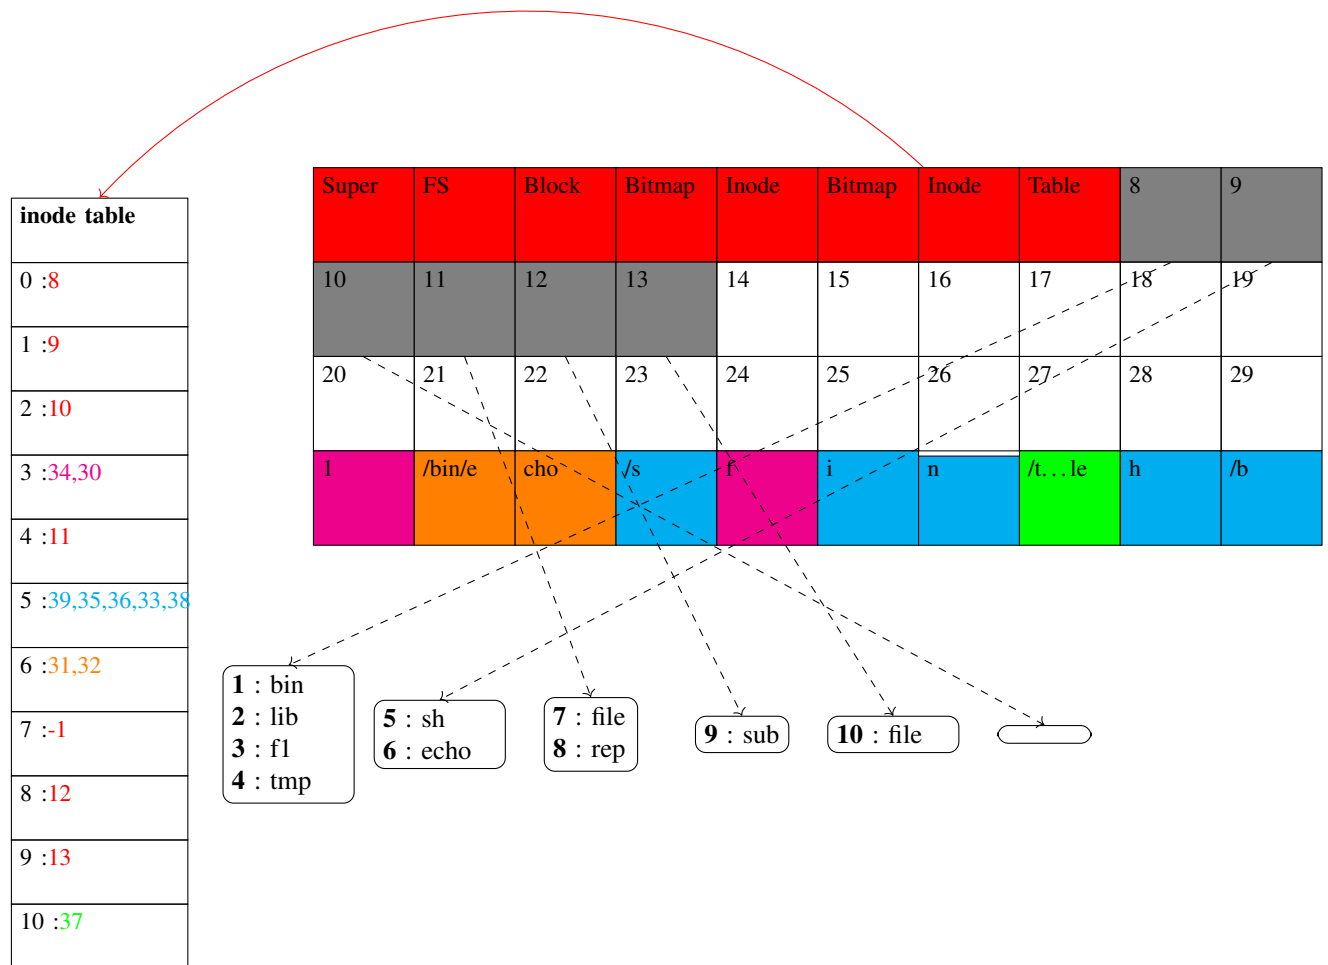 Super FS Block Bitmap Inode Bitmap Inode Table 8 9
10 11 12 13 14 15 16 17 18 19
20 21 22 23 24 25 26 27 28 29
1 /bin/e cho /s f i n /t...le h /b
inode table
0 :8
1 :9
2 :10
3 :34,30
4 :11
5 :39,35,36,33,38
6 :31,32
7 :-1
8 :12
9 :13
10 :37
1 : bin
2 : lib
3 : f1
4 : tmp
5 : sh
6 : echo
7 : file
8 : rep
9 : sub
10 : file